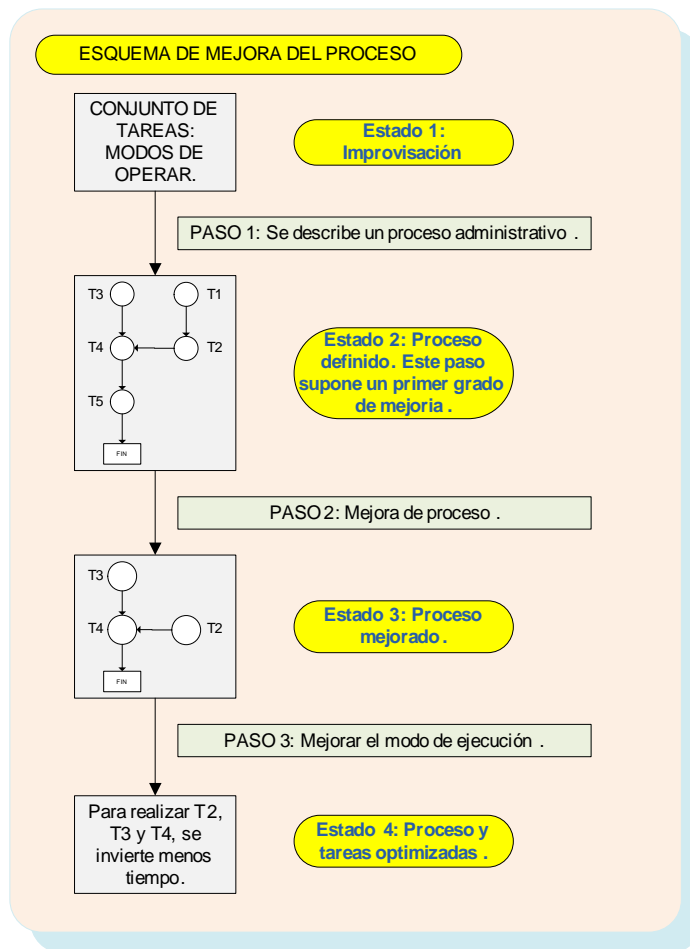 ESQUEMA DE MEJORA DEL PROCESO
CONJUNTO DE
TAREAS:
MODOS DE
OPERAR.
Estado 1:
Improvisación
PASO 1: Se describe un proceso administrativo .
T3
T1
T4
T2
T5
FIN
Estado 2: Proceso
definido. Este paso
supone un primer grado
de mejoria .
PASO 2: Mejora de proceso .
T3
T4
T2
FIN
Estado 3: Proceso
mejorado .
PASO 3: Mejorar el modo de ejecución .
Para realizar T2,
T3 y T4, se
invierte menos
tiempo.
Estado 4: Proceso y
tareas optimizadas .